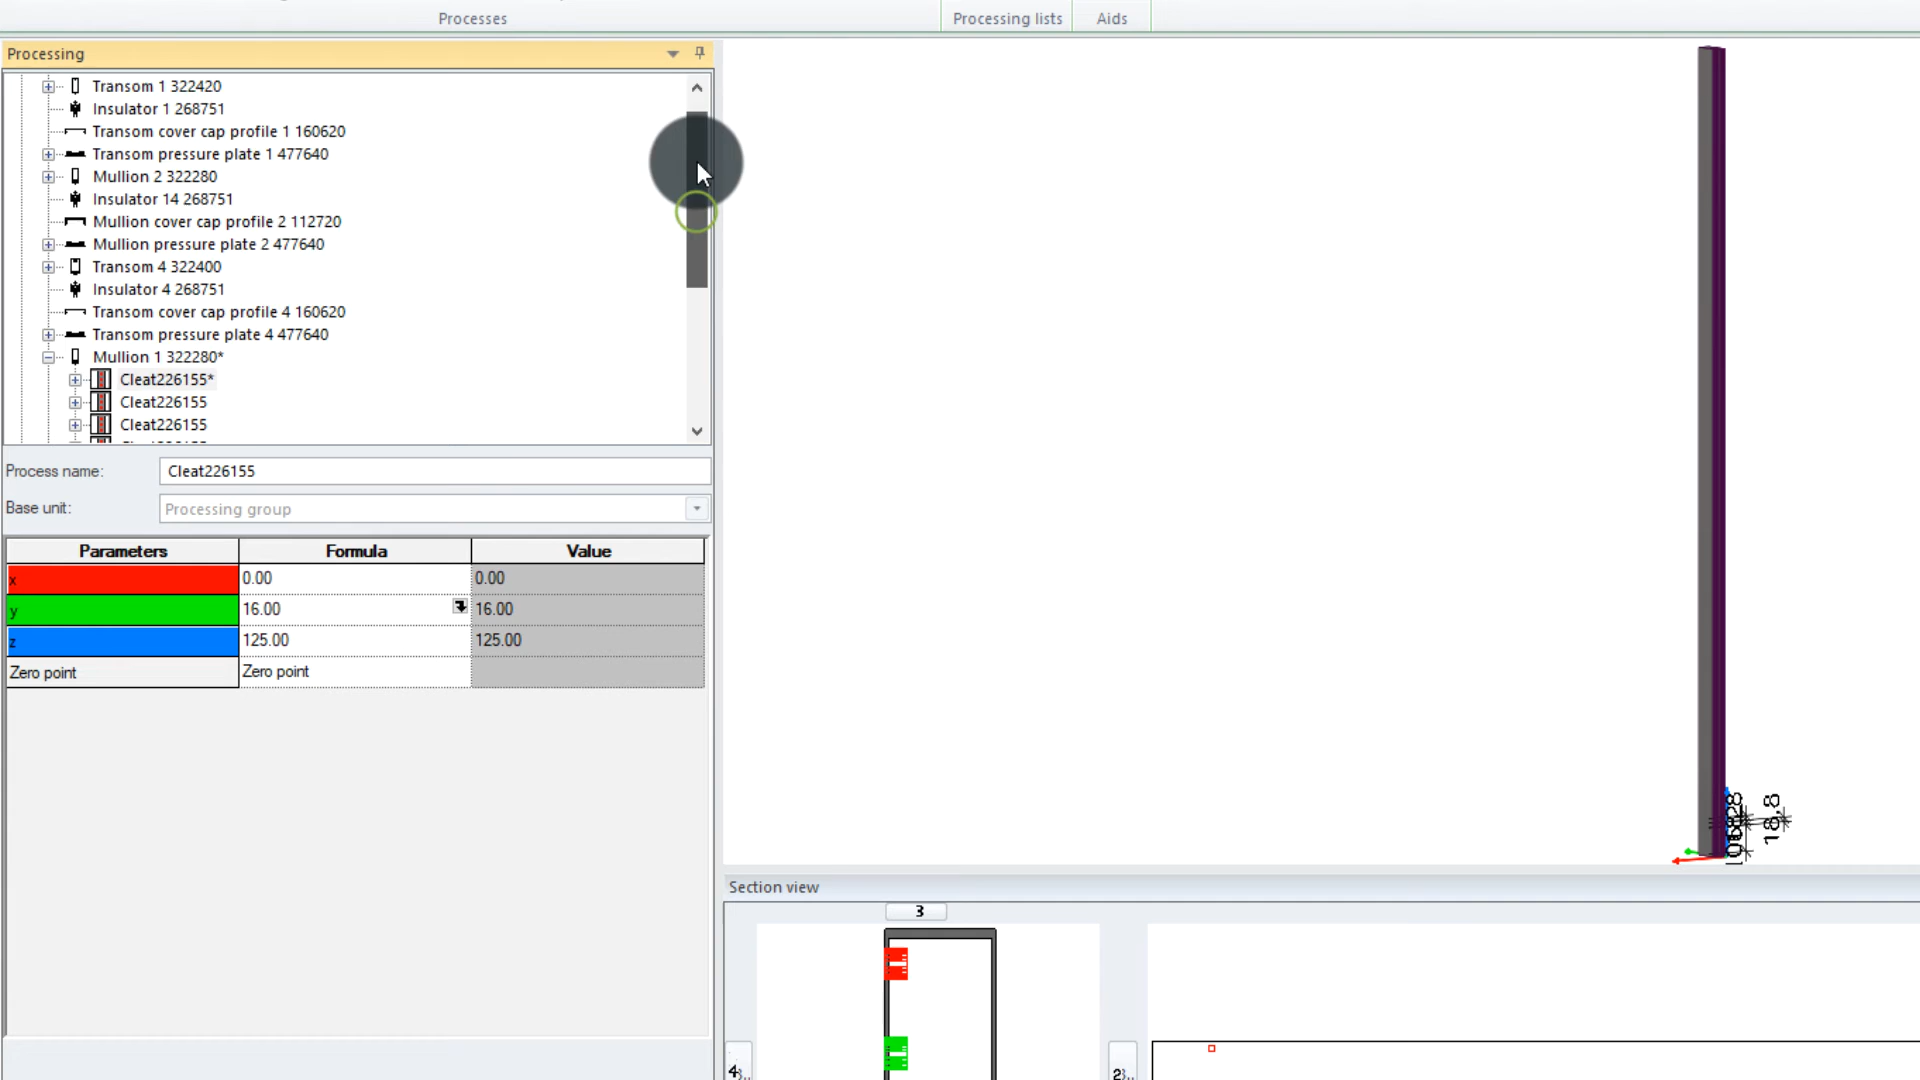 Processes
Processing lists
Aids
Processing
Transom 1 322420
Insulator 1 268751
Transom cover cap profile 1 160620
Transom pressure plate 1 477640
Mullion 2 322280
Insulator 14 268751
Mullion cover cap profile 2 112720
Mullion pressure plate 2 477640
Transom 4 322400
Insulator 4 268751
Transom cover cap profile 4 160620
Transom pressure plate 4 477640
Mullion 1 322280*
Cleat226155*
Cleat226155
Cleat226155
Process name: Cleat226155
Base unit: Processing group
Parameters Formula Value
x 0.00 0.00
y 16.00 16.00
z 125.00 125.00
Zero point Zero point
18,8
Section view
3
4
2